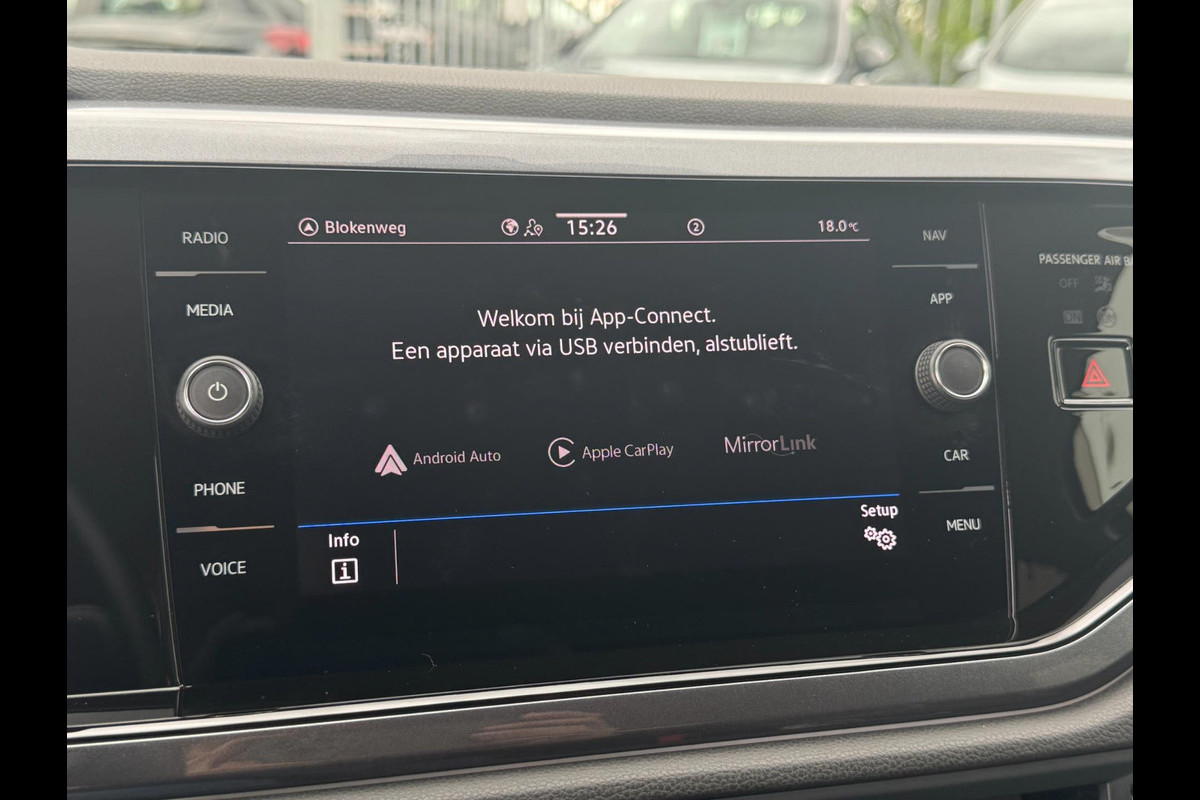 RADIO
MEDIA
PHONE
VOICE
Blokenweg
15:26
2
18.0°C
Welkom bij App-Connect.
Een apparaat via USB verbinden, alstublieft.
Android Auto
Apple CarPlay
MirrorLink
Info
i
Setup
NAV
APP
CAR
MENU
PASSENGER AIR
OFF
ON